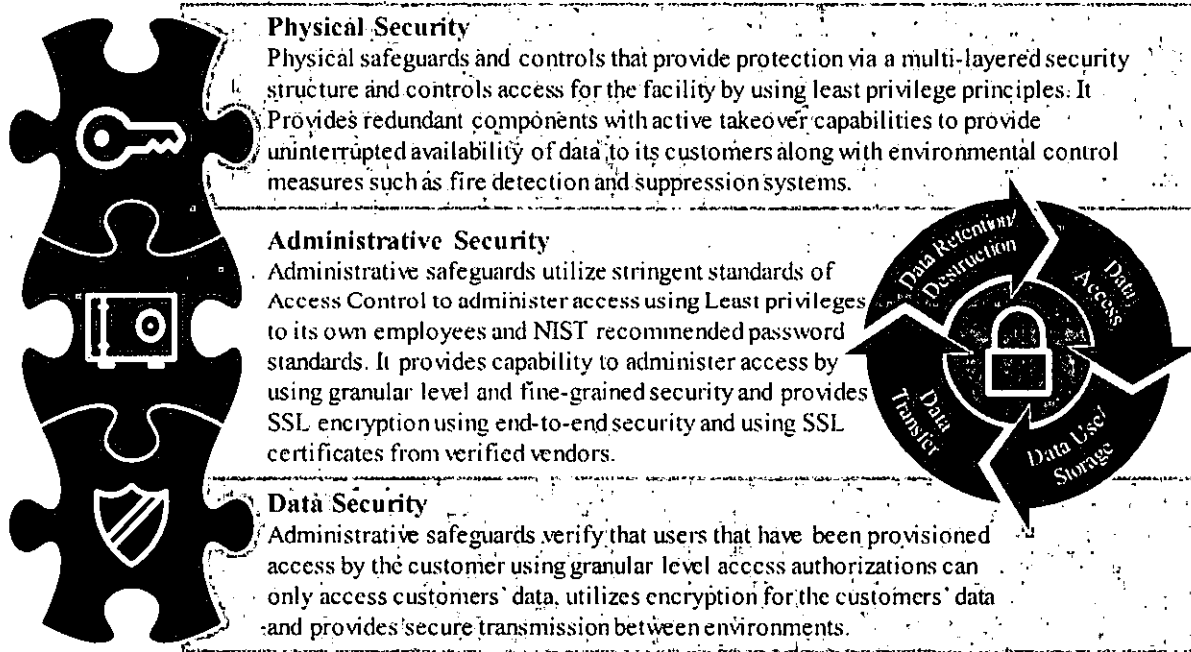 Physical Security
Physical safeguards and controls that provide protection via a multi-layered security
structure and controls access for the facility by using least privilege principles. It
Provides redundant components with active takeover capabilities to provide
uninterrupted availability of data to its customers along with environmental control
measures such as fire detection and suppression systems.
Administrative Security
Administrative safeguards utilize stringent standards of
Access Control to administer access using Least privileges
to its own employees and NIST recommended password
standards. It provides capability to administer access by
using granular level and fine-grained security and provides
SSL encryption using end-to-end security and using SSL
certificates from verified vendors.
Data Retention/
Destruction
Data
Access
Data Use/
Storage
Data
Transfer
Data Security
Administrative safeguards verify that users that have been provisioned
access by the customer using granular level access authorizations can
only access customers' data, utilizes encryption for the customers' data
and provides secure transmission between environments.